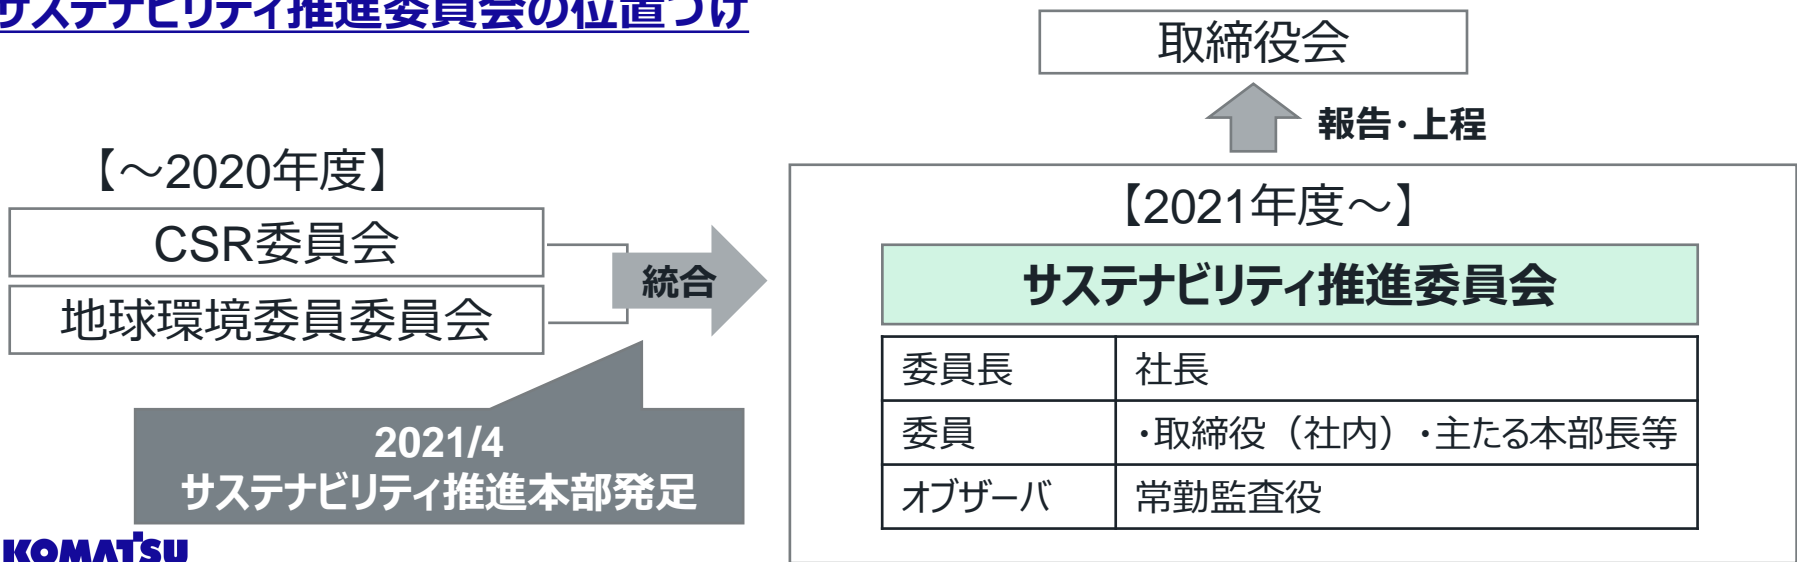 サステナビリティ推進委員会の位置づけ
取締役会
報告・上程
【～2020年度】
CSR委員会
地球環境委員委員会
統合
2021/4
サステナビリティ推進本部発足
【2021年度～】
サステナビリティ推進委員会
委員長 社長
委員 ・取締役（社内）・主たる本部長等
オブザーバ 常勤監査役
KOMATSU